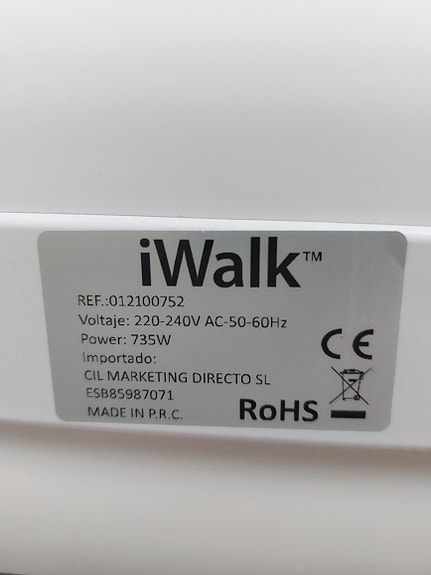 iWalk™
REF.:012100752
Voltaje: 220-240V AC-50-60Hz
Power: 735W
Importado:
CIL MARKETING DIRECTO SL
ESB85987071
MADE IN P.R.C.
CE
RoHS